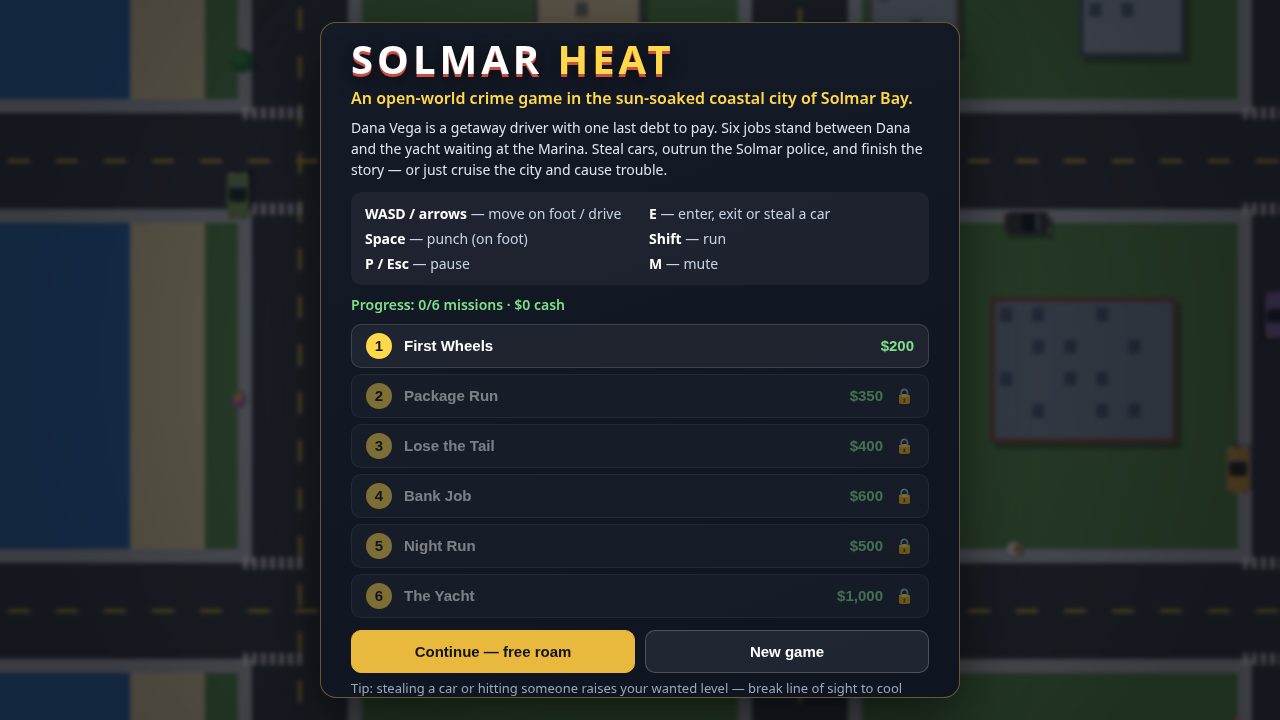 SOLMAR HEAT
An open-world crime game in the sun-soaked coastal city of Solmar Bay.
Dana Vega is a getaway driver with one last debt to pay. Six jobs stand between Dana
and the yacht waiting at the Marina. Steal cars, outrun the Solmar police, and finish the
story — or just cruise the city and cause trouble.
WASD / arrows — move on foot / drive
E — enter, exit or steal a car
Space — punch (on foot)
Shift — run
P / Esc — pause
M — mute
Progress: 0/6 missions · $0 cash
1 First Wheels $200
2 Package Run $350
3 Lose the Tail $400
4 Bank Job $600
5 Night Run $500
6 The Yacht $1,000
Continue — free roam
New game
Tip: stealing a car or hitting someone raises your wanted level — break line of sight to cool